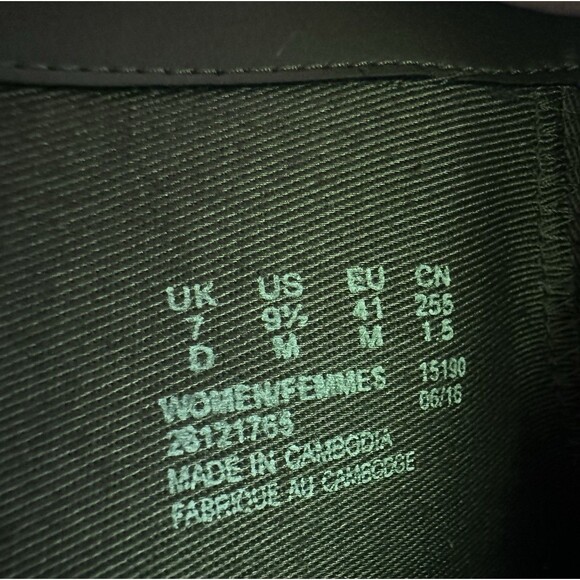 UK US EU CN
7 9½ 41 255
D M M 1.5
WOMEN/FEMMES 15190
26121765 06/16
MADE IN CAMBODIA
FABRIQUE AU CAMBODGE